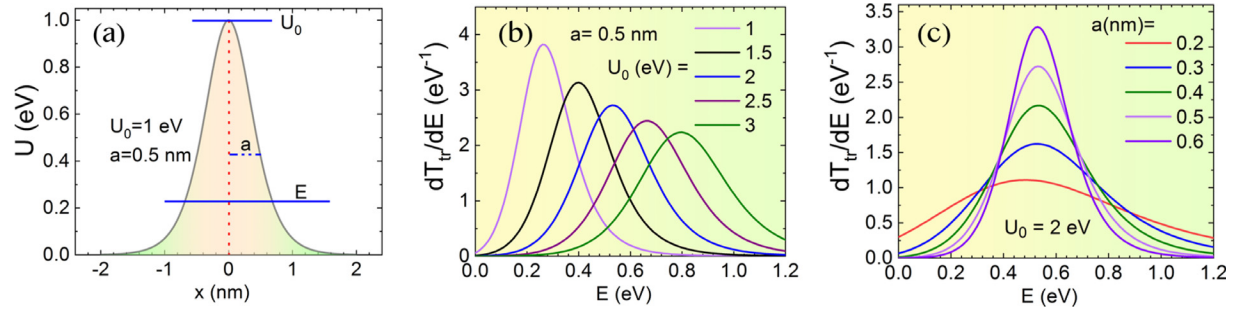 (a)
U₀
U₀=1 eV
a=0.5 nm
a
E
1.0
0.8
0.6
0.4
0.2
0.0
U (eV)
-2 -1 0 1 2
x (nm)
(b)
a= 0.5 nm
U₀ (eV) =
1
1.5
2
2.5
3
4
3
2
1
0
dTₜᵣ/dE (eV⁻¹)
0.0 0.2 0.4 0.6 0.8 1.0 1.2
E (eV)
(c)
a(nm)=
0.2
0.3
0.4
0.5
0.6
U₀ = 2 eV
3.5
3.0
2.5
2.0
1.5
1.0
0.5
0.0
dTₜᵣ/dE (eV⁻¹)
0.0 0.2 0.4 0.6 0.8 1.0 1.2
E (eV)